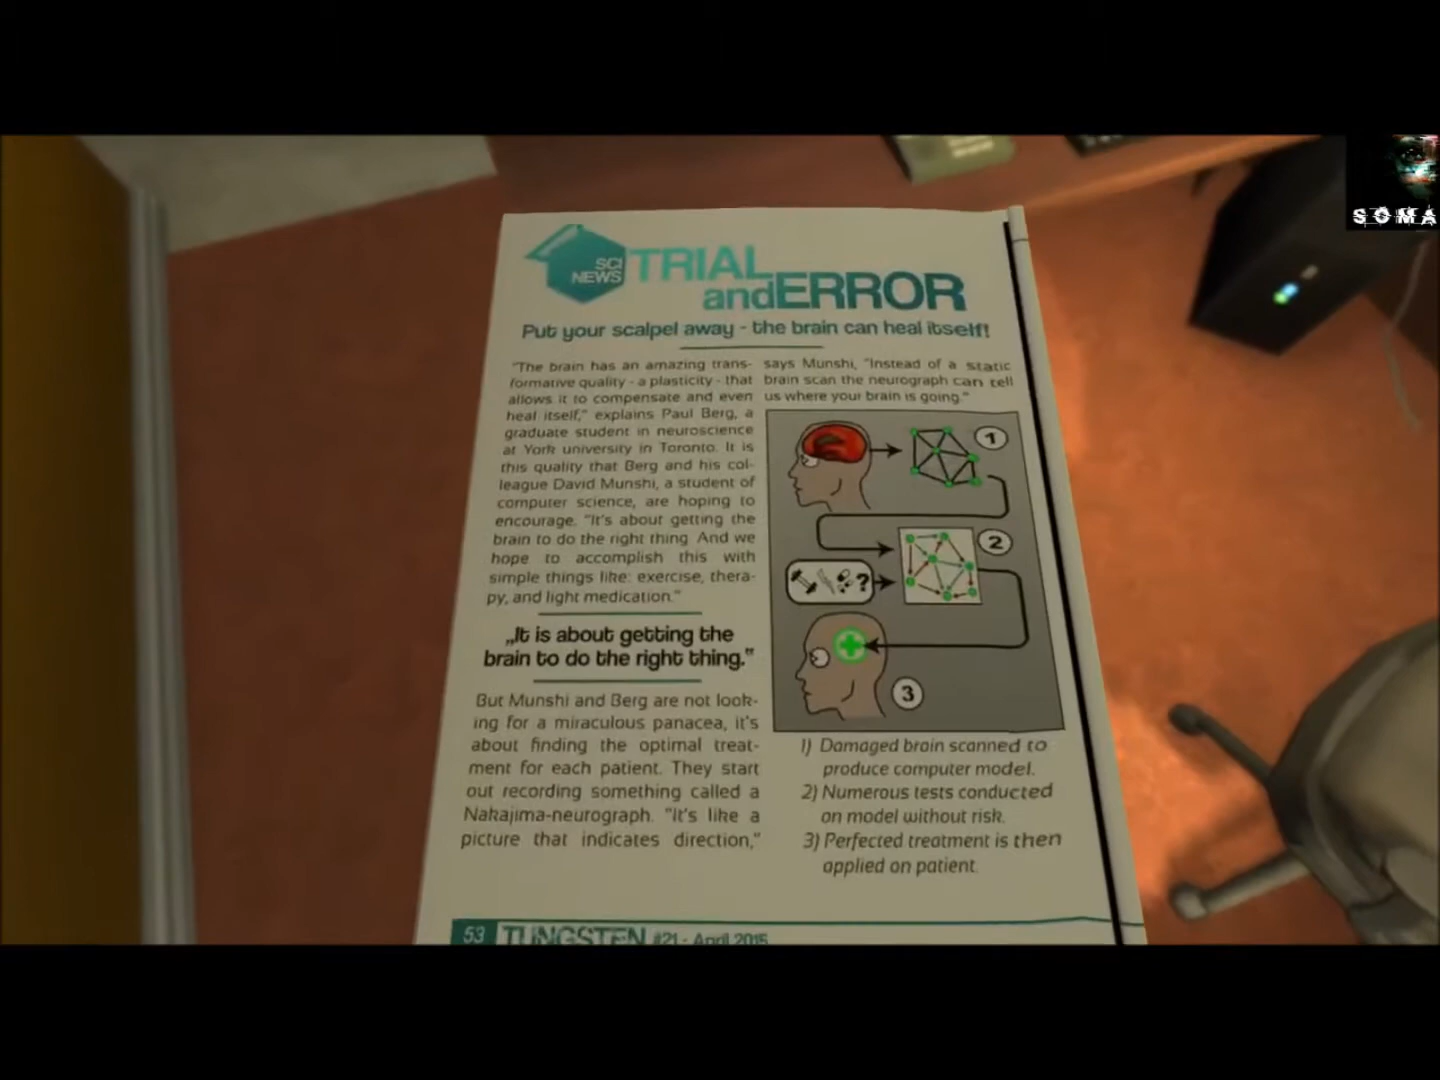 SOMA
SCI
NEWS
TRIAL
andERROR
Put your scalpel away - the brain can heal itself!
"The brain has an amazing trans-
formative quality - a plasticity - that
allows it to compensate and even
heal itself," explains Paul Berg, a
graduate student in neuroscience
at York university in Toronto. It is
this quality that Berg and his col-
league David Munshi, a student of
computer science, are hoping to
encourage. "It's about getting the
brain to do the right thing. And we
hope to accomplish this with
simple things like: exercise, thera-
py, and light medication."
„It is about getting the
brain to do the right thing."
But Munshi and Berg are not look-
ing for a miraculous panacea, it's
about finding the optimal treat-
ment for each patient. They start
out recording something called a
Nakajima-neurograph. "It's like a
picture that indicates direction,"
says Munshi, "Instead of a static
brain scan the neurograph can tell
us where your brain is going."
1
2
?
3
1) Damaged brain scanned to
produce computer model.
2) Numerous tests conducted
on model without risk.
3) Perfected treatment is then
applied on patient.
53 TUNGSTEN #21 - April 2015